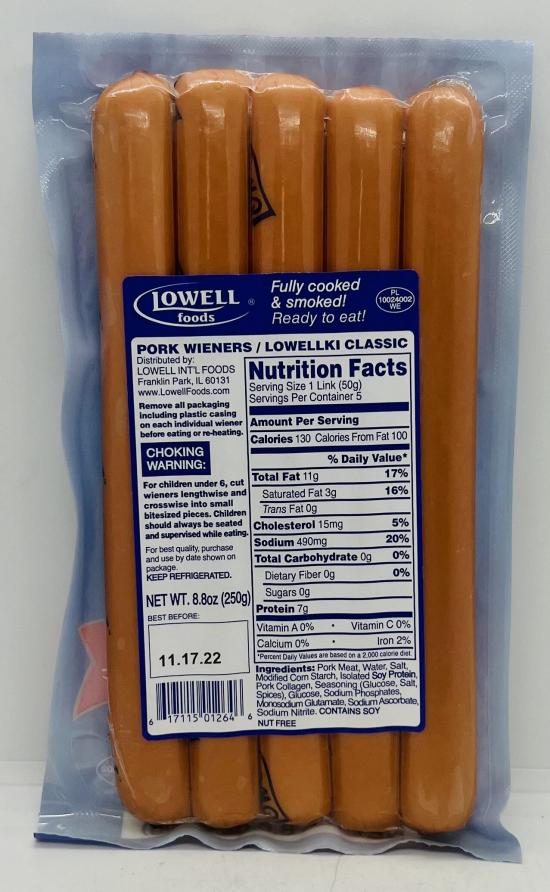 LOWELL ®
foods
Fully cooked
& smoked!
Ready to eat!
PL
10024002
WE
PORK WIENERS / LOWELLKI CLASSIC
Distributed by:
LOWELL INT'L FOODS
Franklin Park, IL 60131
www.LowellFoods.com
Remove all packaging
including plastic casing
on each individual wiener
before eating or re-heating.
CHOKING
WARNING:
For children under 6, cut
wieners lengthwise and
crosswise into small
bitesized pieces. Children
should always be seated
and supervised while eating.
For best quality, purchase
and use by date shown on
package.
KEEP REFRIGERATED.
NET WT. 8.8oz (250g)
BEST BEFORE:
11.17.22
6 17115 01264 6
Nutrition Facts
Serving Size 1 Link (50g)
Servings Per Container 5
Amount Per Serving
Calories 130 Calories From Fat 100
% Daily Value*
Total Fat 11g 17%
Saturated Fat 3g 16%
Trans Fat 0g
Cholesterol 15mg 5%
Sodium 490mg 20%
Total Carbohydrate 0g 0%
Dietary Fiber 0g 0%
Sugars 0g
Protein 7g
Vitamin A 0% • Vitamin C 0%
Calcium 0% • Iron 2%
*Percent Daily Values are based on a 2,000 calorie diet.
Ingredients: Pork Meat, Water, Salt,
Modified Corn Starch, Isolated Soy Protein,
Pork Collagen, Seasoning (Glucose, Salt,
Spices), Glucose, Sodium Phosphates,
Monosodium Glutamate, Sodium Ascorbate,
Sodium Nitrite. CONTAINS SOY
NUT FREE